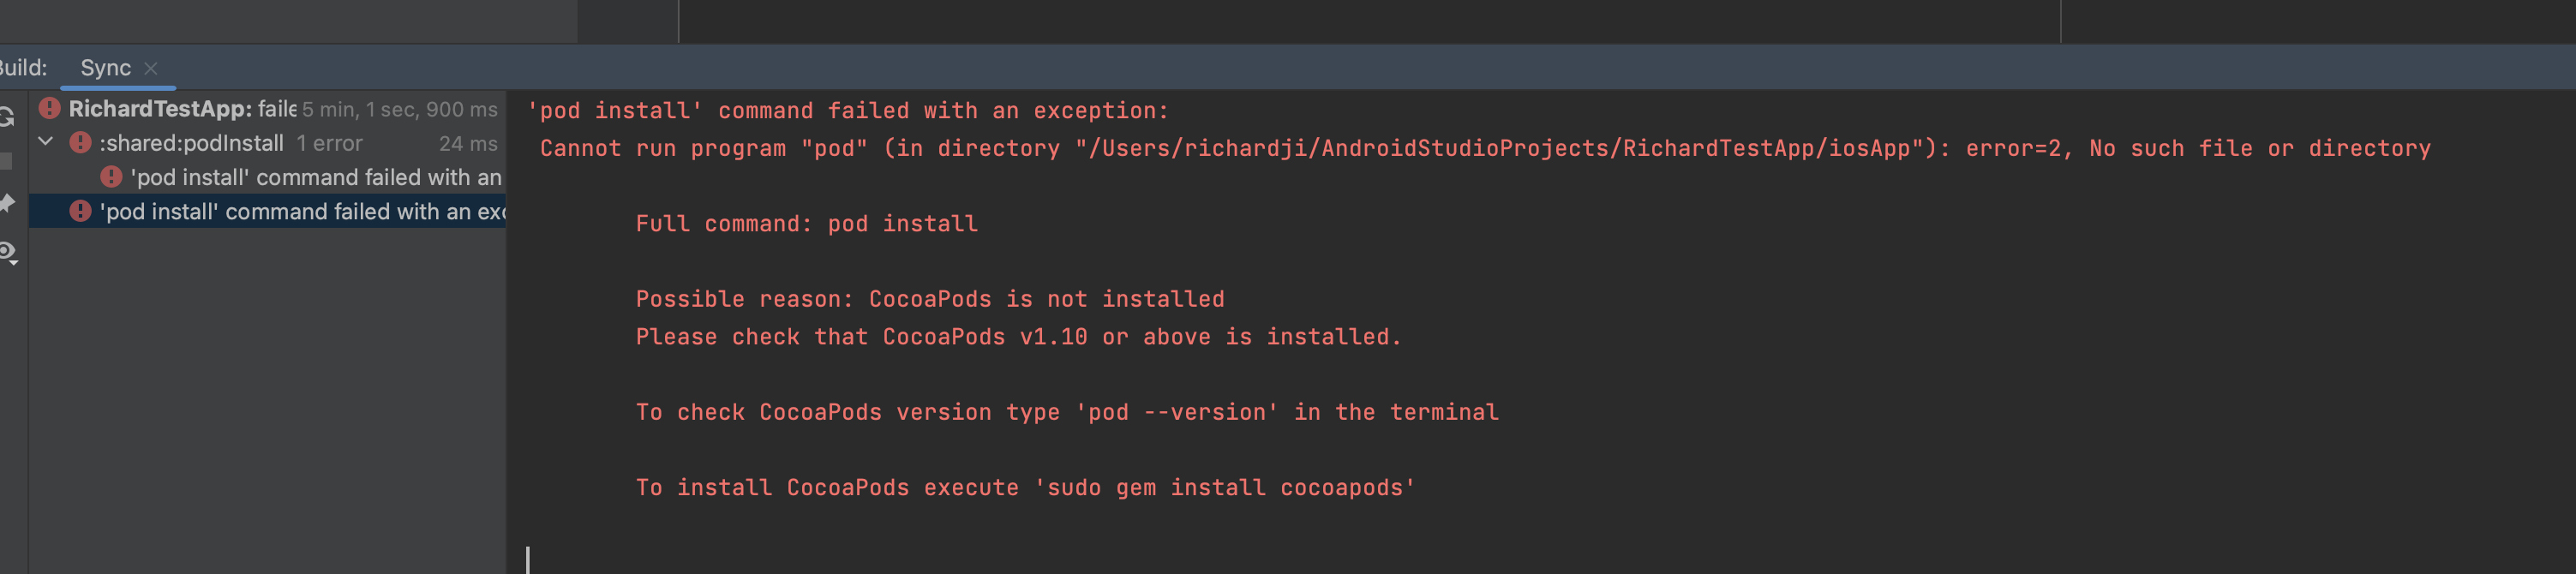 Build: Sync
RichardTestApp: faile 5 min, 1 sec, 900 ms
:shared:podInstall 1 error 24 ms
'pod install' command failed with an
'pod install' command failed with an exc
'pod install' command failed with an exception:
Cannot run program "pod" (in directory "/Users/richardji/AndroidStudioProjects/RichardTestApp/iosApp"): error=2, No such file or directory
Full command: pod install
Possible reason: CocoaPods is not installed
Please check that CocoaPods v1.10 or above is installed.
To check CocoaPods version type 'pod --version' in the terminal
To install CocoaPods execute 'sudo gem install cocoapods'